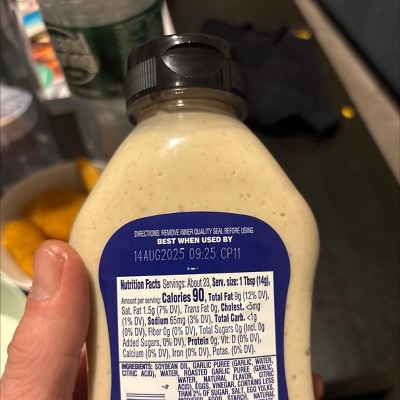 DIRECTIONS: REMOVE INNER QUALITY SEAL BEFORE USING
BEST WHEN USED BY
14AUG2025 09:25 CP11
Nutrition Facts Servings: About 23, Serv. size: 1 Tbsp (14g),
Amount per serving: Calories 90, Total Fat 9g (12% DV),
Sat. Fat 1.5g (7% DV), Trans Fat 0g, Cholest. <5mg
(1% DV), Sodium 65mg (3% DV), Total Carb. <1g
(0% DV), Fiber 0g (0% DV), Total Sugars 0g (Incl. 0g
Added Sugars, 0% DV), Protein 0g, Vit. D (0% DV),
Calcium (0% DV), Iron (0% DV), Potas. (0% DV).
INGREDIENTS: SOYBEAN OIL, GARLIC PUREE (GARLIC, WATER,
CITRIC ACID), WATER, ROASTED GARLIC PUREE (GARLIC,
WATER, NATURAL FLAVOR, CITRIC
ACID), EGGS, VINEGAR, CONTAINS LESS
THAN 2% OF SUGAR, SALT, EGG YOLKS,
MODIFIED FOOD STARCH, NATURAL